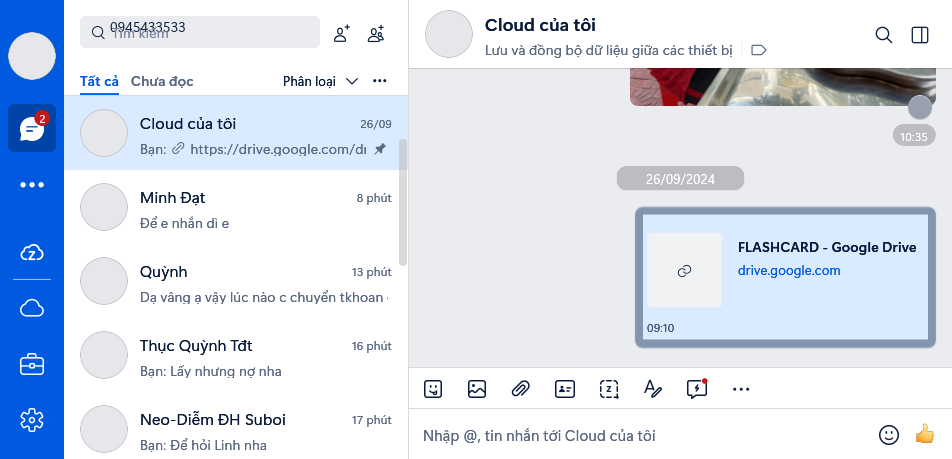 0945433533
Tìm kiếm
Tất cả
Chưa đọc
Phân loại
2
Cloud của tôi
26/09
Bạn: https://drive.google.com/dr
Minh Đạt
8 phút
Để e nhắn dì e
Quỳnh
13 phút
Dạ vâng ạ vậy lúc nào c chuyển tkhoan
Thục Quỳnh Tđt
16 phút
Bạn: Lấy nhưng nợ nha
Neo-Diễm ĐH Suboi
17 phút
Bạn: Để hỏi Linh nha
Cloud của tôi
Lưu và đồng bộ dữ liệu giữa các thiết bị
10:35
26/09/2024
FLASHCARD - Google Drive
drive.google.com
09:10
Nhập @, tin nhắn tới Cloud của tôi